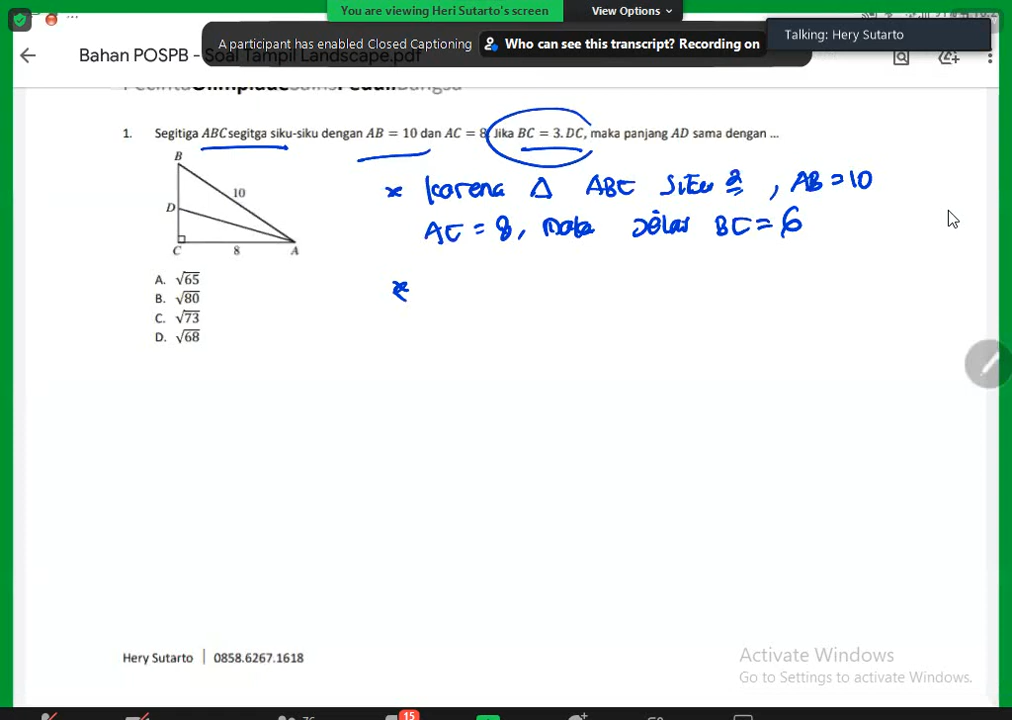 You are viewing Heri Sutarto's screen
View Options
A participant has enabled Closed Captioning
Who can see this transcript? Recording on
Talking: Hery Sutarto
Bahan POSPB - Soal Tampil Landscape.pdf
PecintaOlimpiadeSainsPeduliBangsa
1. Segitiga ABC segitga siku-siku dengan AB = 10 dan AC = 8. Jika BC = 3. DC, maka panjang AD sama dengan ...
B
10
D
C
8
A
* karena Δ ABC siku 2, AB = 10
AC = 8, maka jelas BC = 6
*
A. √65
B. √80
C. √73
D. √68
Hery Sutarto | 0858.6267.1618
Activate Windows
Go to Settings to activate Windows.
15